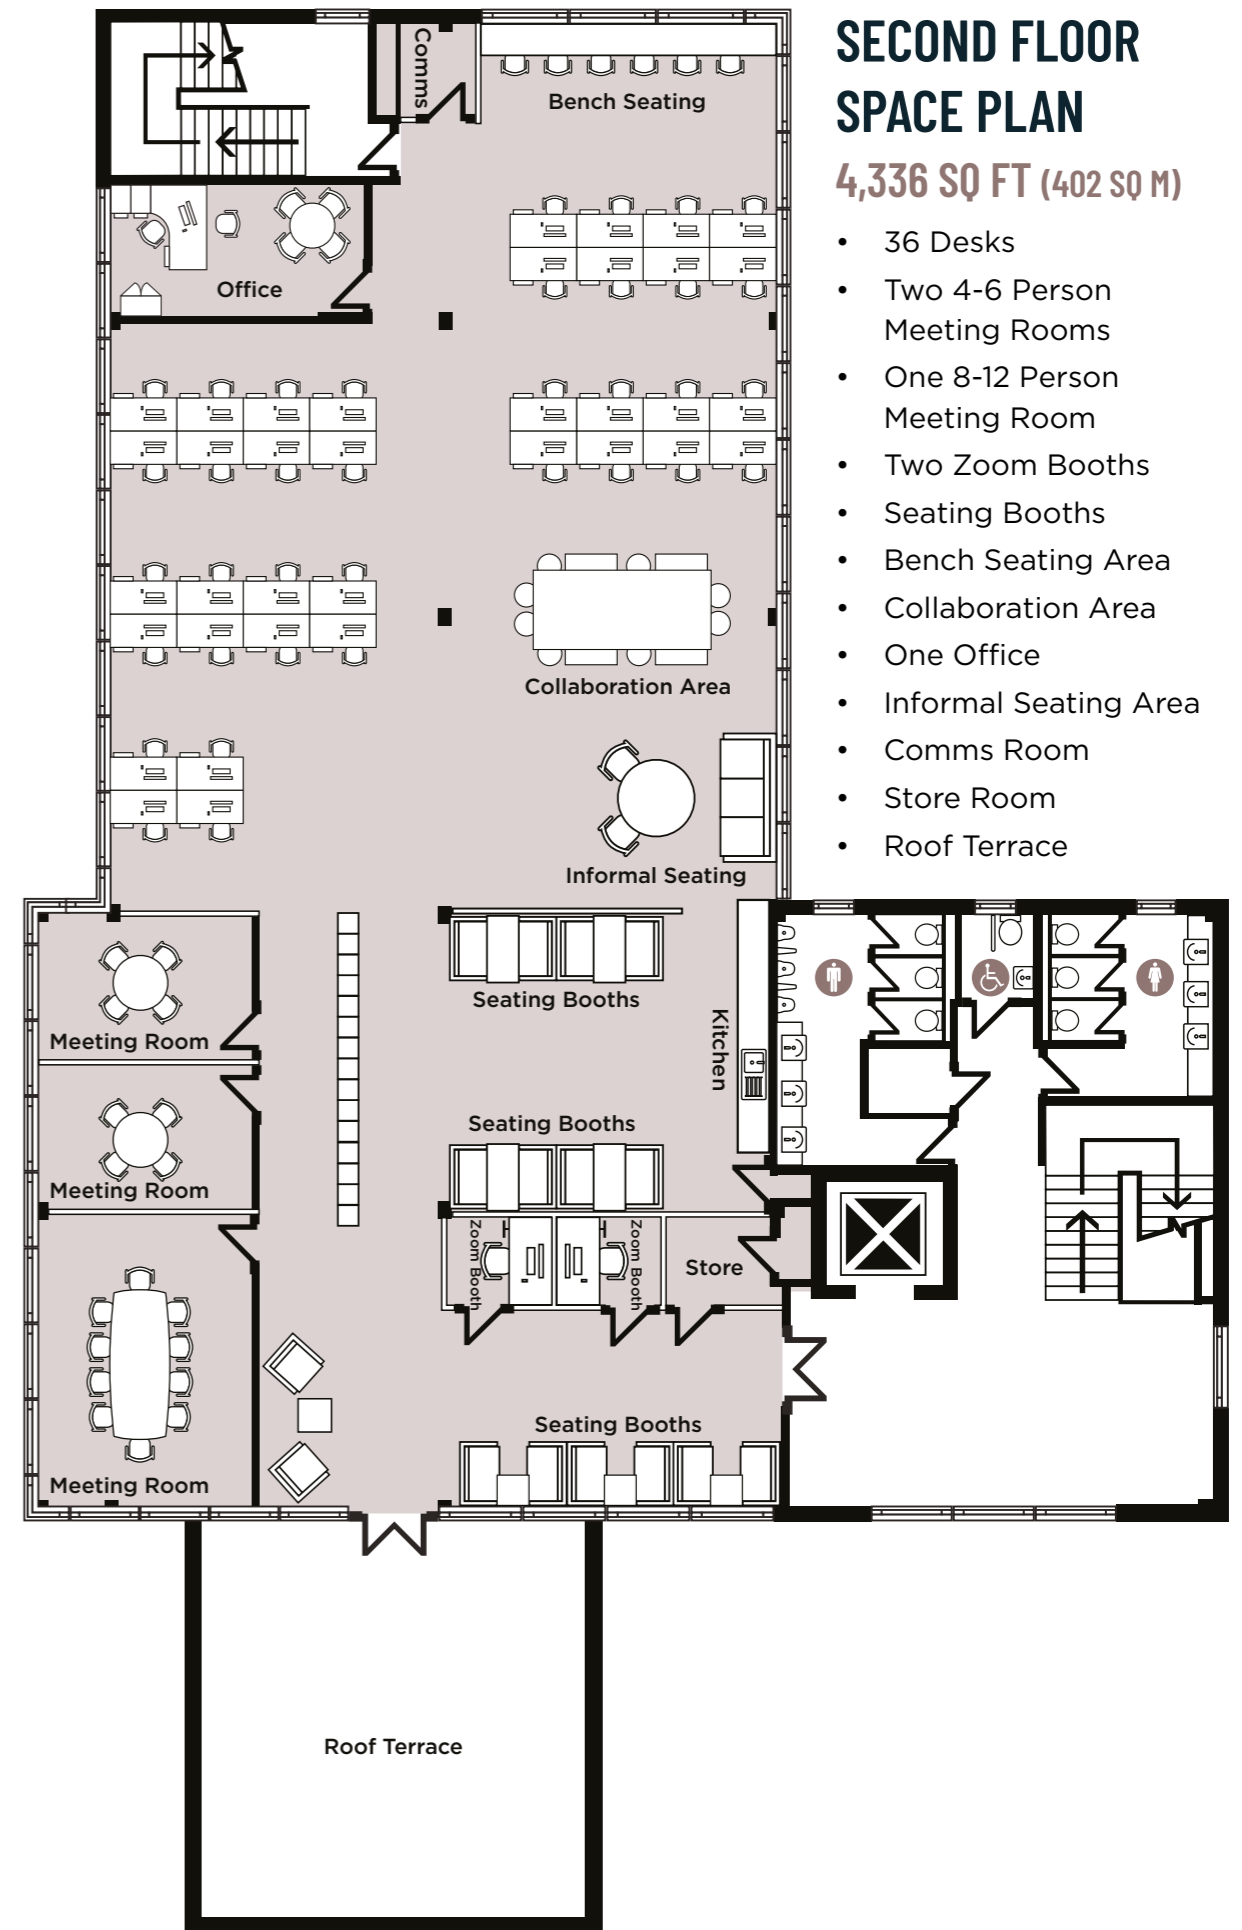 SECOND FLOOR
SPACE PLAN
4,336 SQ FT (402 SQ M)
• 36 Desks
• Two 4-6 Person
Meeting Rooms
• One 8-12 Person
Meeting Room
• Two Zoom Booths
• Seating Booths
• Bench Seating Area
• Collaboration Area
• One Office
• Informal Seating Area
• Comms Room
• Store Room
• Roof Terrace
Comms
Bench Seating
Office
Collaboration Area
Informal Seating
Seating Booths
Meeting Room
Kitchen
Seating Booths
Meeting Room
Zoom Booth
Zoom Booth
Store
Seating Booths
Meeting Room
Roof Terrace